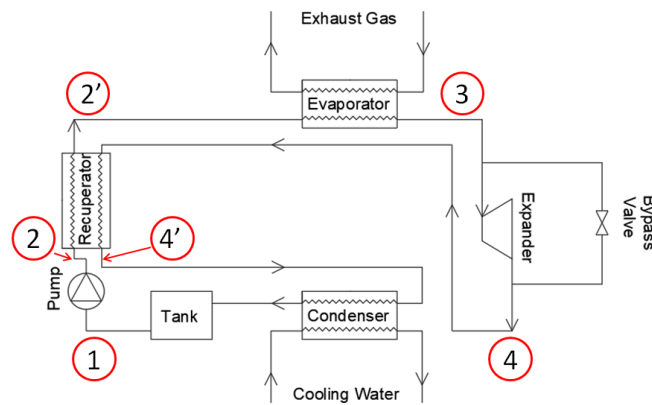 Exhaust Gas
2’
Evaporator
3
Recuperator
Expander
Bypass
Valve
2
4’
Pump
Tank
Condenser
1
4
Cooling Water